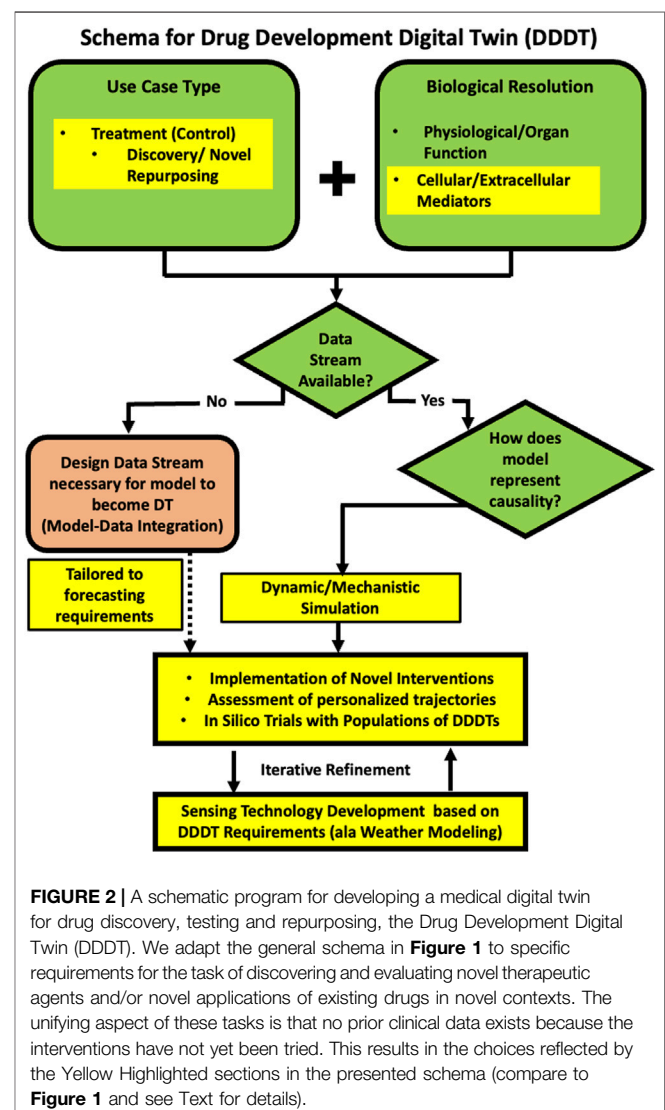 Schema for Drug Development Digital Twin (DDDT)
Use Case Type
• Treatment (Control)
• Discovery/ Novel
Repurposing
+
Biological Resolution
• Physiological/Organ
Function
• Cellular/Extracellular
Mediators
Data
Stream
Available?
No
Yes
Design Data Stream
necessary for model to
become DT
(Model-Data Integration)
How does
model
represent
causality?
Tailored to
forecasting
requirements
Dynamic/Mechanistic
Simulation
• Implementation of Novel Interventions
• Assessment of personalized trajectories
• In Silico Trials with Populations of DDDTs
Iterative Refinement
Sensing Technology Development based on
DDDT Requirements (ala Weather Modeling)
FIGURE 2 | A schematic program for developing a medical digital twin
for drug discovery, testing and repurposing, the Drug Development Digital
Twin (DDDT). We adapt the general schema in Figure 1 to specific
requirements for the task of discovering and evaluating novel therapeutic
agents and/or novel applications of existing drugs in novel contexts. The
unifying aspect of these tasks is that no prior clinical data exists because the
interventions have not yet been tried. This results in the choices reflected by
the Yellow Highlighted sections in the presented schema (compare to
Figure 1 and see Text for details).